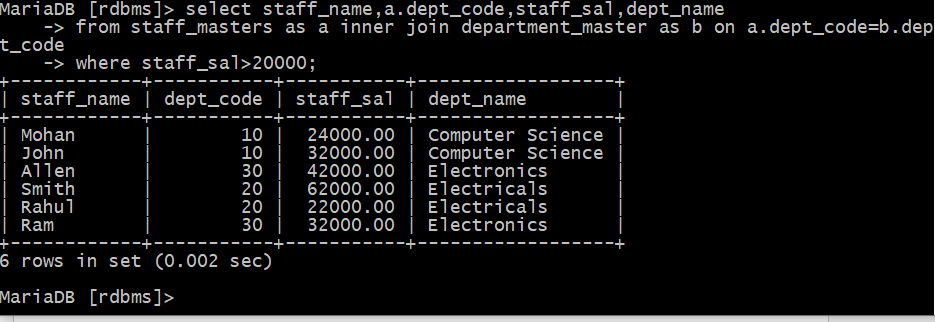 MariaDB [rdbms]> select staff_name,a.dept_code,staff_sal,dept_name
    -> from staff_masters as a inner join department_master as b on a.dept_code=b.dep
t_code
    -> where staff_sal>20000;
+------------+-----------+-----------+------------------+
| staff_name | dept_code | staff_sal | dept_name        |
+------------+-----------+-----------+------------------+
| Mohan      |        10 |  24000.00 | Computer Science |
| John       |        10 |  32000.00 | Computer Science |
| Allen      |        30 |  42000.00 | Electronics      |
| Smith      |        20 |  62000.00 | Electricals      |
| Rahul      |        20 |  22000.00 | Electricals      |
| Ram        |        30 |  32000.00 | Electronics      |
+------------+-----------+-----------+------------------+
6 rows in set (0.002 sec)
MariaDB [rdbms]>